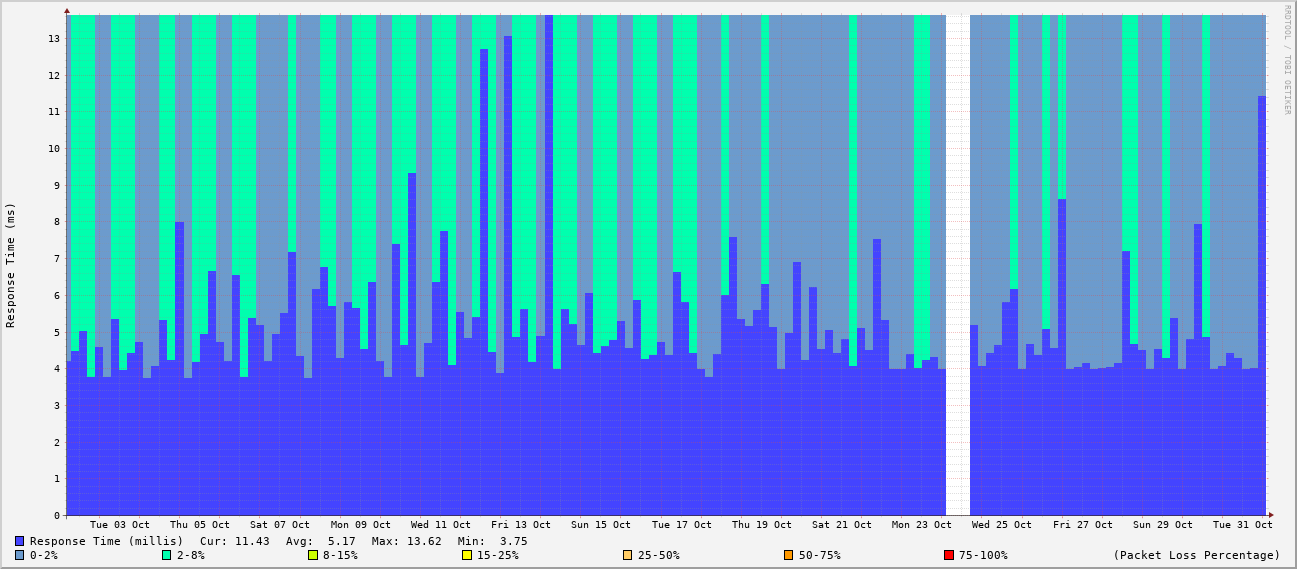 RRDTOOL / TOBI OETIKER
Response Time (ms)
13
12
11
10
9
8
7
6
5
4
3
2
1
0
Tue 03 Oct Thu 05 Oct Sat 07 Oct Mon 09 Oct Wed 11 Oct Fri 13 Oct Sun 15 Oct Tue 17 Oct Thu 19 Oct Sat 21 Oct Mon 23 Oct Wed 25 Oct Fri 27 Oct Sun 29 Oct Tue 31 Oct
Response Time (millis) Cur: 11.43 Avg: 5.17 Max: 13.62 Min: 3.75
0-2% 2-8% 8-15% 15-25% 25-50% 50-75% 75-100% (Packet Loss Percentage)